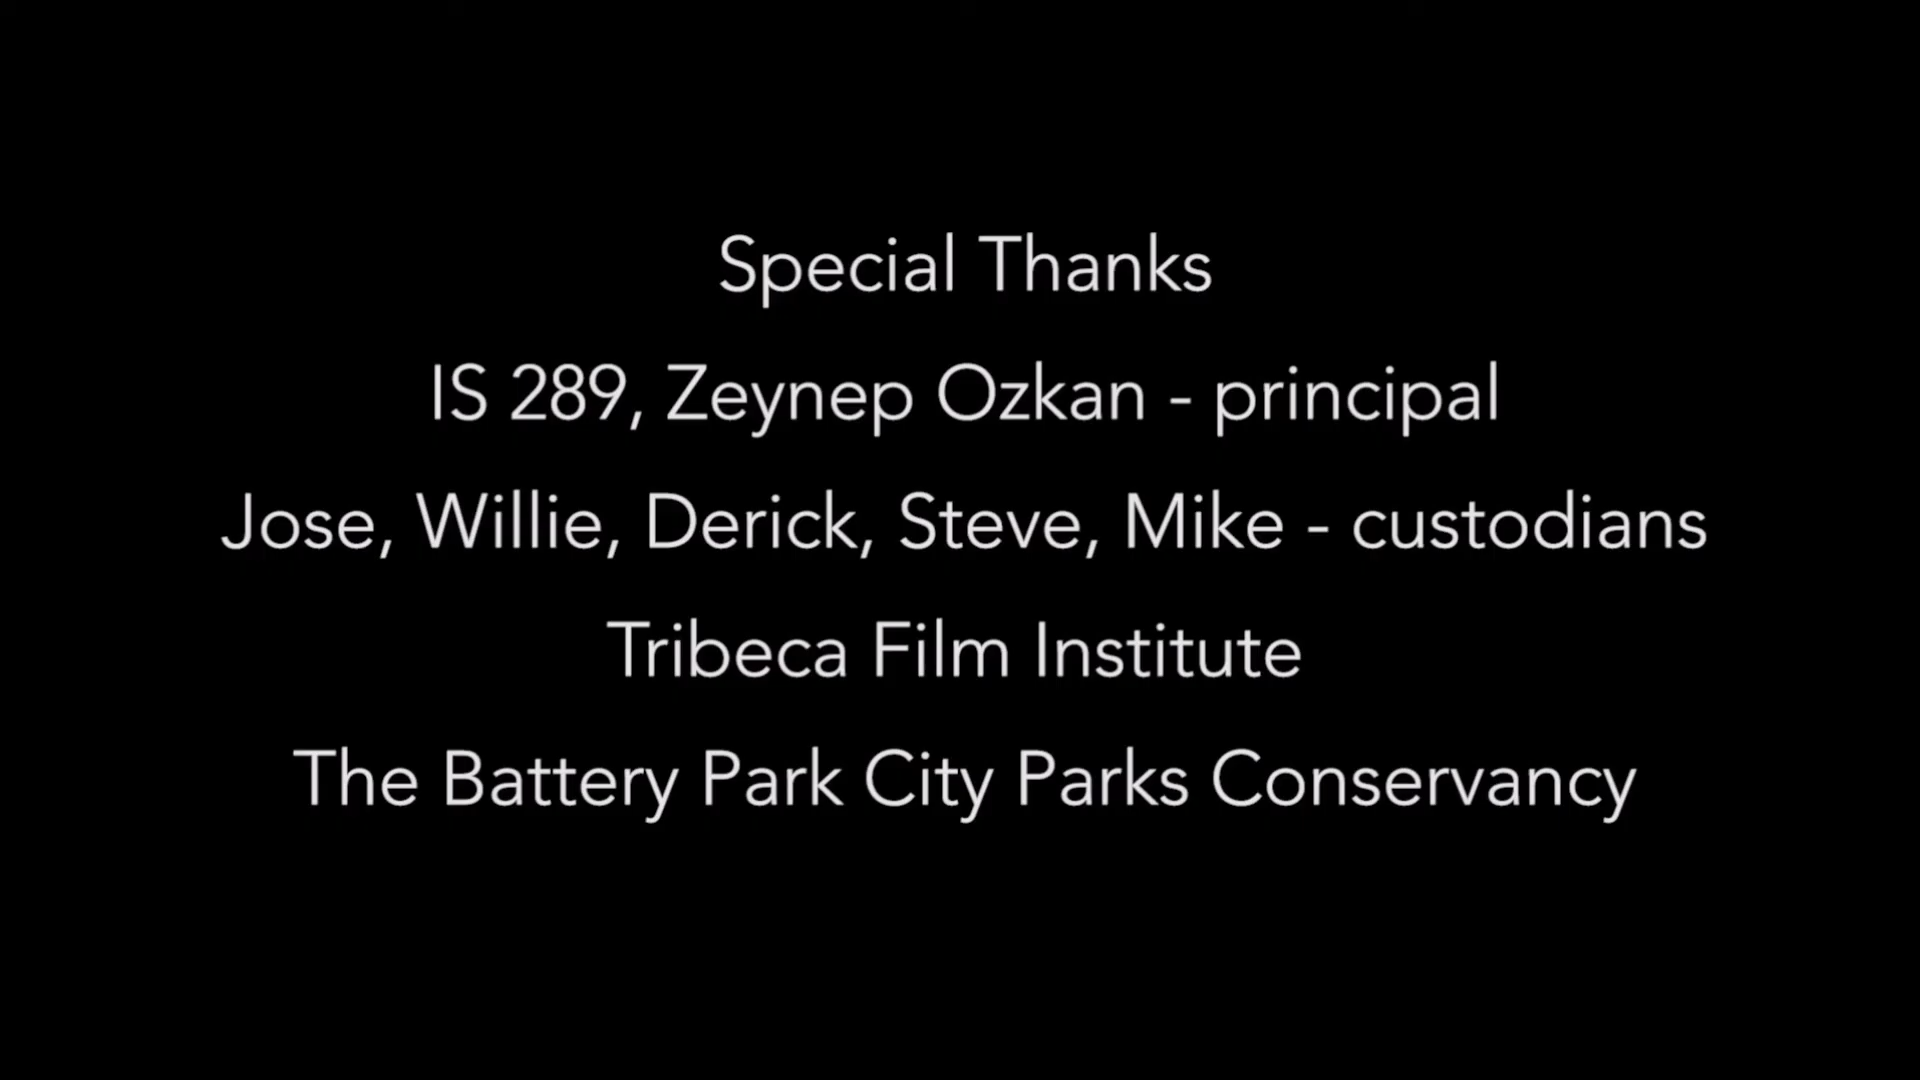 Special Thanks
IS 289, Zeynep Ozkan - principal
Jose, Willie, Derick, Steve, Mike - custodians
Tribeca Film Institute
The Battery Park City Parks Conservancy